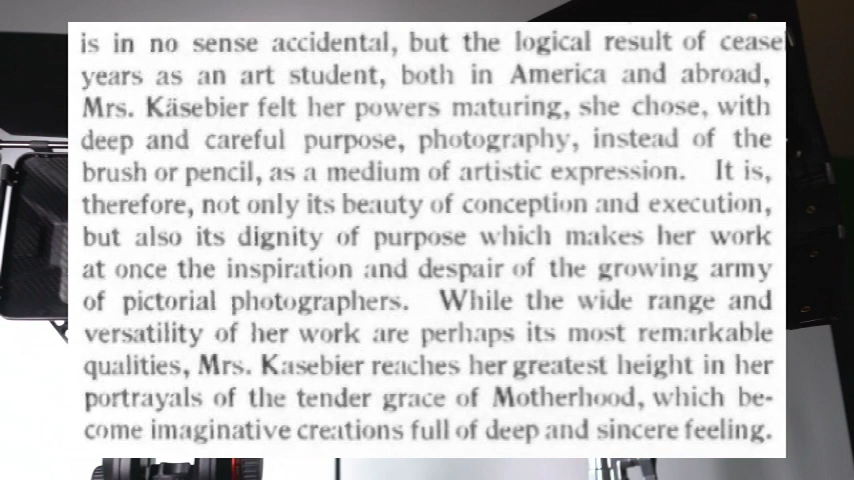 is in no sense accidental, but the logical result of cease
years as an art student, both in America and abroad,
Mrs. Käsebier felt her powers maturing, she chose, with
deep and careful purpose, photography, instead of the
brush or pencil, as a medium of artistic expression. It is,
therefore, not only its beauty of conception and execution,
but also its dignity of purpose which makes her work
at once the inspiration and despair of the growing army
of pictorial photographers. While the wide range and
versatility of her work are perhaps its most remarkable
qualities, Mrs. Kasebier reaches her greatest height in her
portrayals of the tender grace of Motherhood, which be-
come imaginative creations full of deep and sincere feeling.